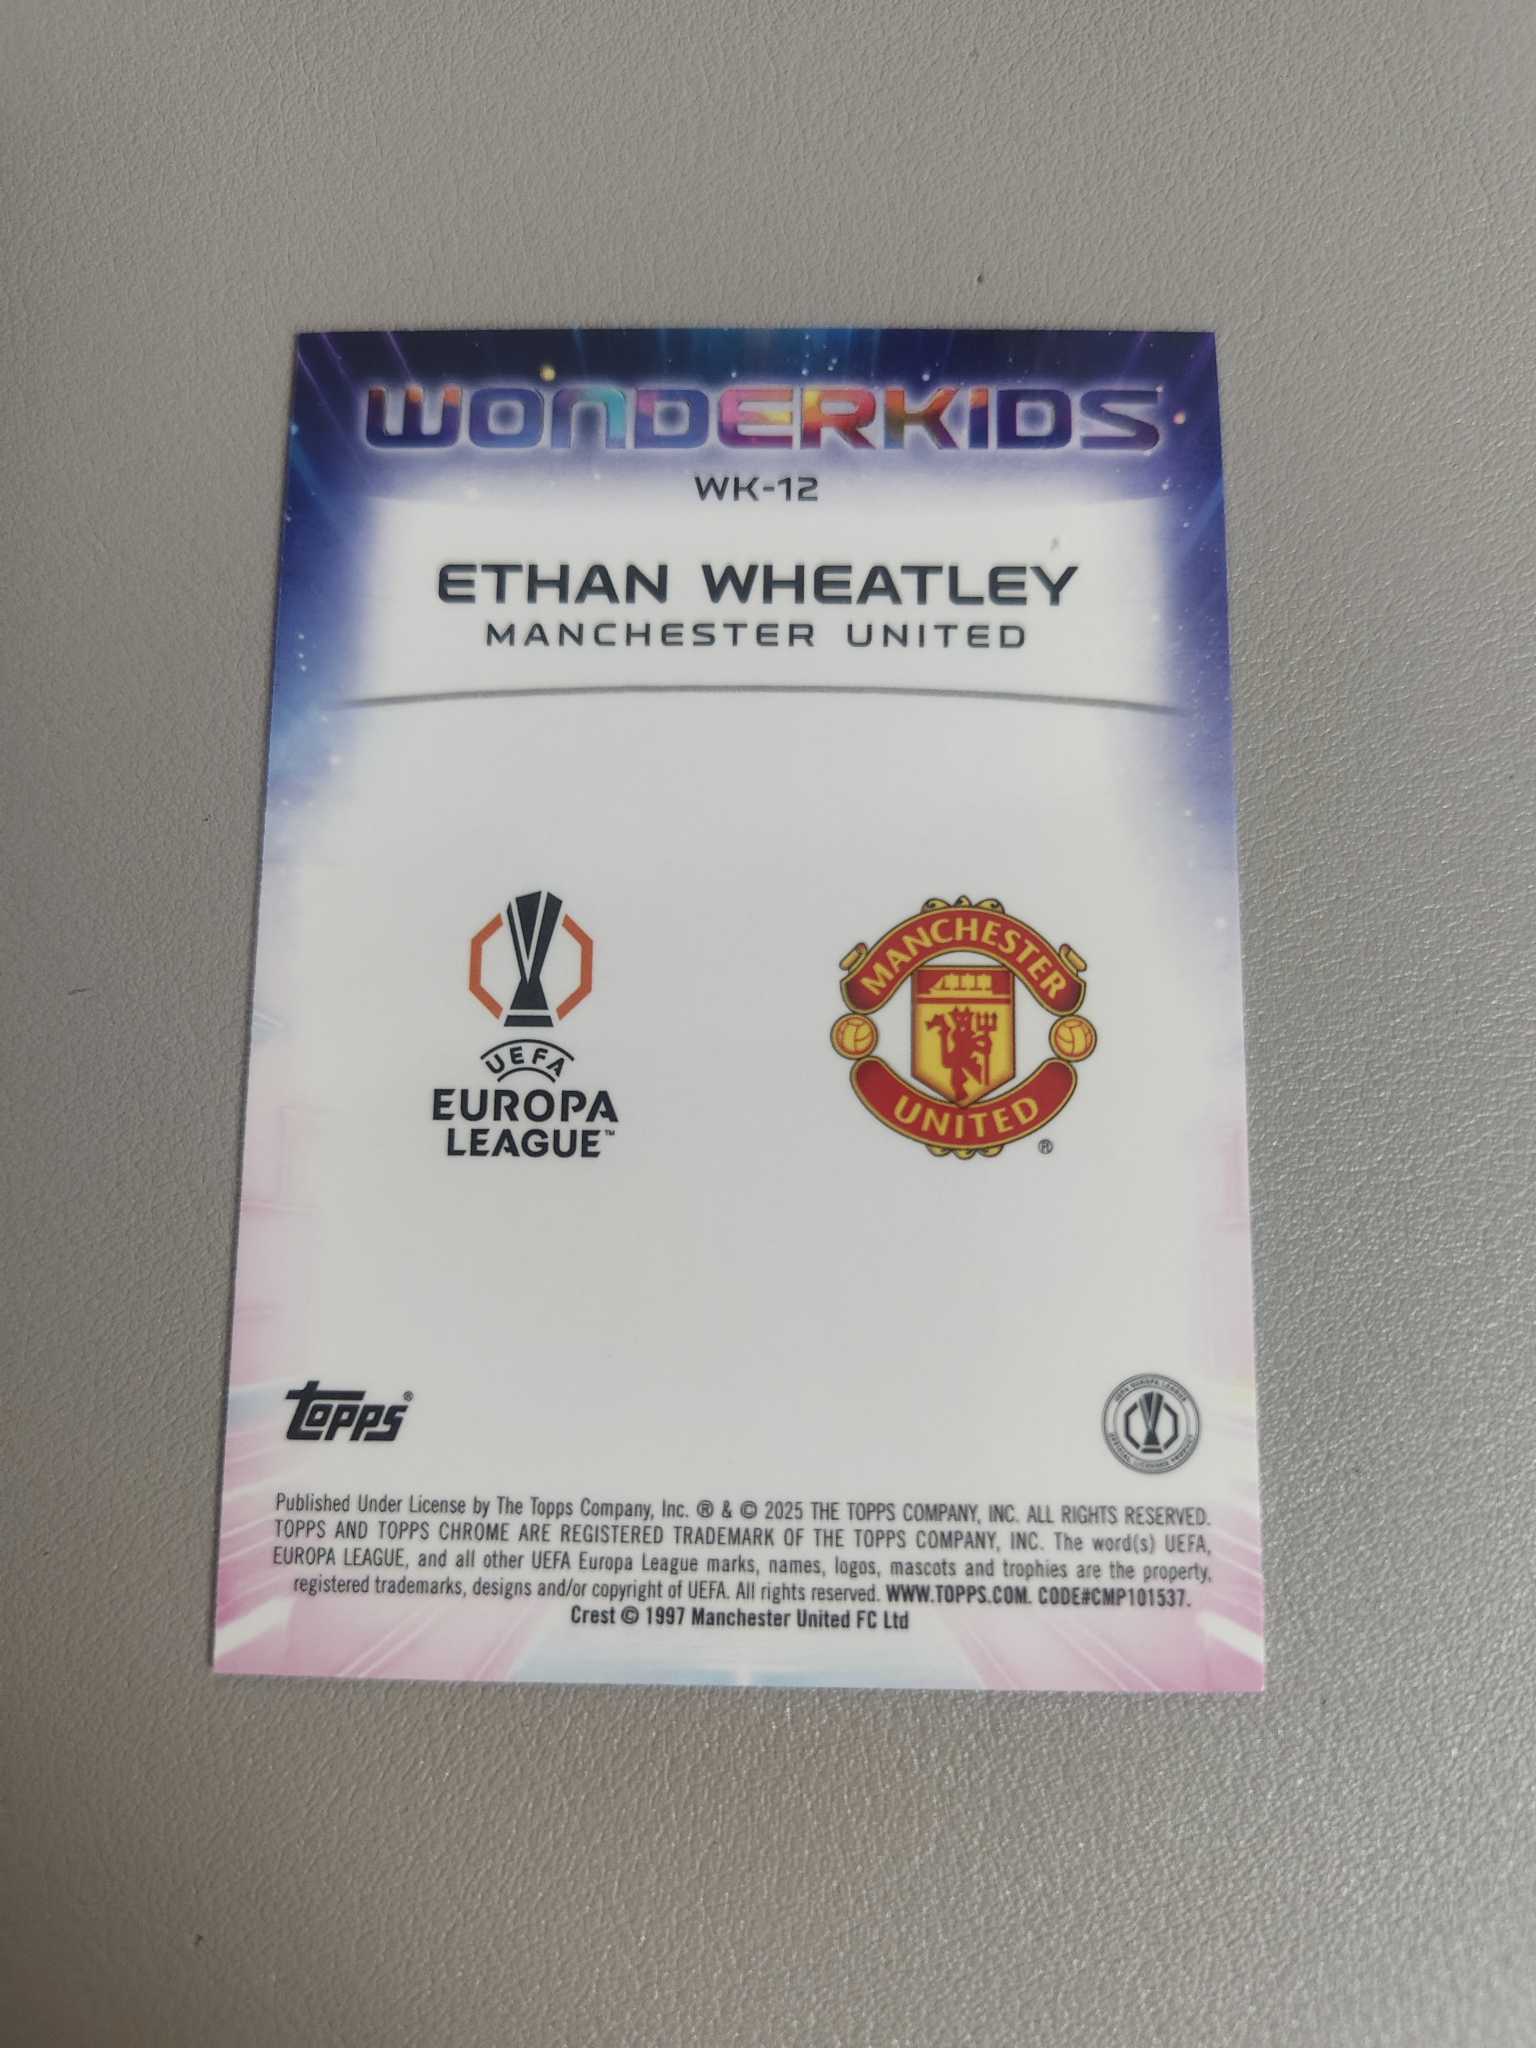 WONDERKIDS
WK-12
ETHAN WHEATLEY
MANCHESTER UNITED
UEFA
EUROPA
LEAGUE™
MANCHESTER
UNITED
®
TOPPS®
Published Under License by The Topps Company, Inc. ® & © 2025 THE TOPPS COMPANY, INC. ALL RIGHTS RESERVED.
TOPPS AND TOPPS CHROME ARE REGISTERED TRADEMARK OF THE TOPPS COMPANY, INC. The word(s) UEFA,
EUROPA LEAGUE, and all other UEFA Europa League marks, names, logos, mascots and trophies are the property,
registered trademarks, designs and/or copyright of UEFA. All rights reserved. WWW.TOPPS.COM. CODE#CMP101537.
Crest © 1997 Manchester United FC Ltd